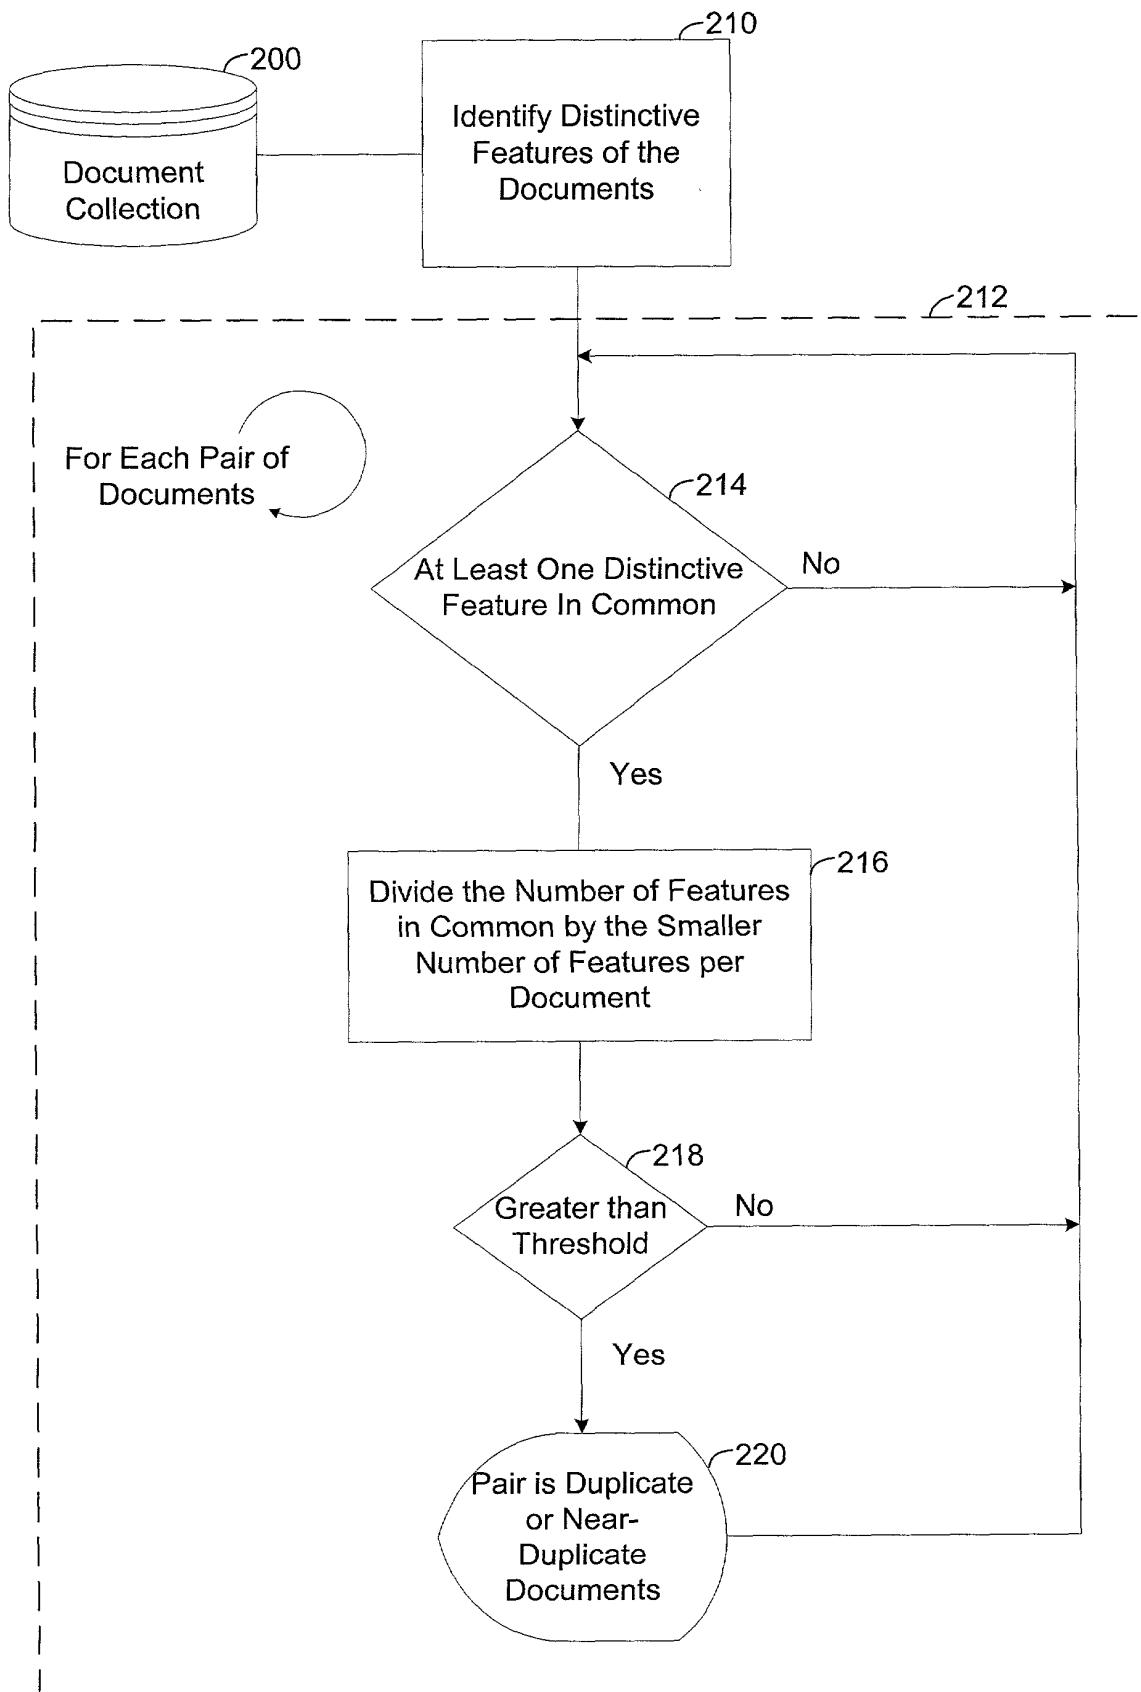 210
200
Identify Distinctive
Features of the
Documents
Document
Collection
212
For Each Pair of
Documents
214
At Least One Distinctive
Feature In Common
No
Yes
216
Divide the Number of Features
in Common by the Smaller
Number of Features per
Document
218
Greater than
Threshold
No
Yes
220
Pair is Duplicate
or Near-
Duplicate
Documents